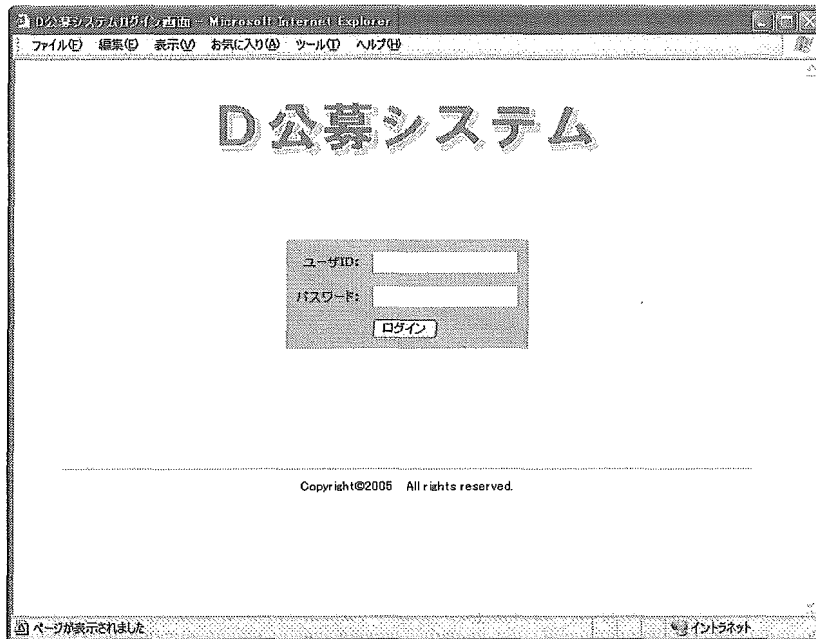 D公募システムログイン画面 - Microsoft Internet Explorer
ファイル(F) 編集(E) 表示(V) お気に入り(A) ツール(T) ヘルプ(H)
D公募システム
ユーザID:
パスワード:
ログイン
Copyright©2005 All rights reserved.
ページが表示されました イントラネット